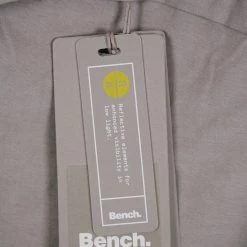 Reflective elements for
enhanced visibility in
low light.
Bench.
Bench.